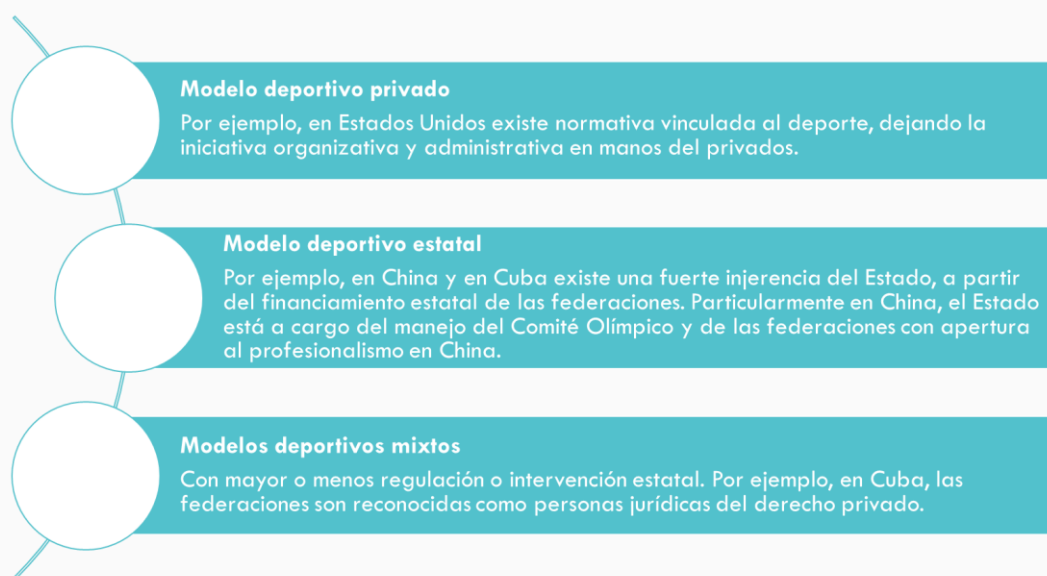 Modelo deportivo privado
Por ejemplo, en Estados Unidos existe normativa vinculada al deporte, dejando la
iniciativa organizativa y administrativa en manos del privados.
Modelo deportivo estatal
Por ejemplo, en China y en Cuba existe una fuerte injerencia del Estado, a partir
del financiamiento estatal de las federaciones. Particularmente en China, el Estado
está a cargo del manejo del Comité Olímpico y de las federaciones con apertura
al profesionalismo en China.
Modelos deportivos mixtos
Con mayor o menos regulación o intervención estatal. Por ejemplo, en Cuba, las
federaciones son reconocidas como personas jurídicas del derecho privado.